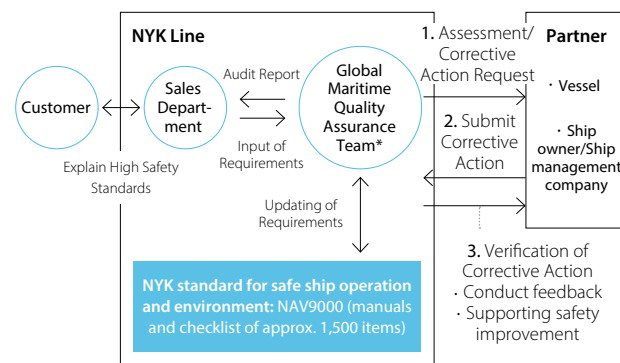 NYK Line
Customer
Explain High Safety
Standards
Sales
Depart-
ment
Audit Report
Input of
Requirements
Global
Maritime
Quality
Assurance
Team*
Updating of
Requirements
NYK standard for safe ship operation
and environment: NAV9000 (manuals
and checklist of approx. 1,500 items)
1. Assessment/
Corrective
Action Request
2. Submit
Corrective
Action
3. Verification of
Corrective Action
· Conduct feedback
· Supporting safety
improvement
Partner
· Vessel
· Ship
owner/Ship
management
company